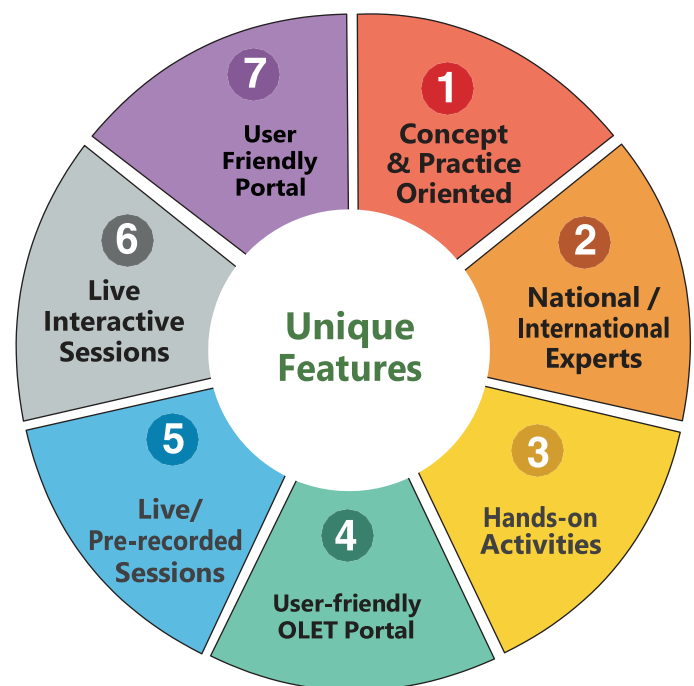 Unique
Features
1
Concept
& Practice
Oriented
2
National /
International
Experts
3
Hands-on
Activities
4
User-friendly
OLET Portal
5
Live/
Pre-recorded
Sessions
6
Live
Interactive
Sessions
7
User
Friendly
Portal